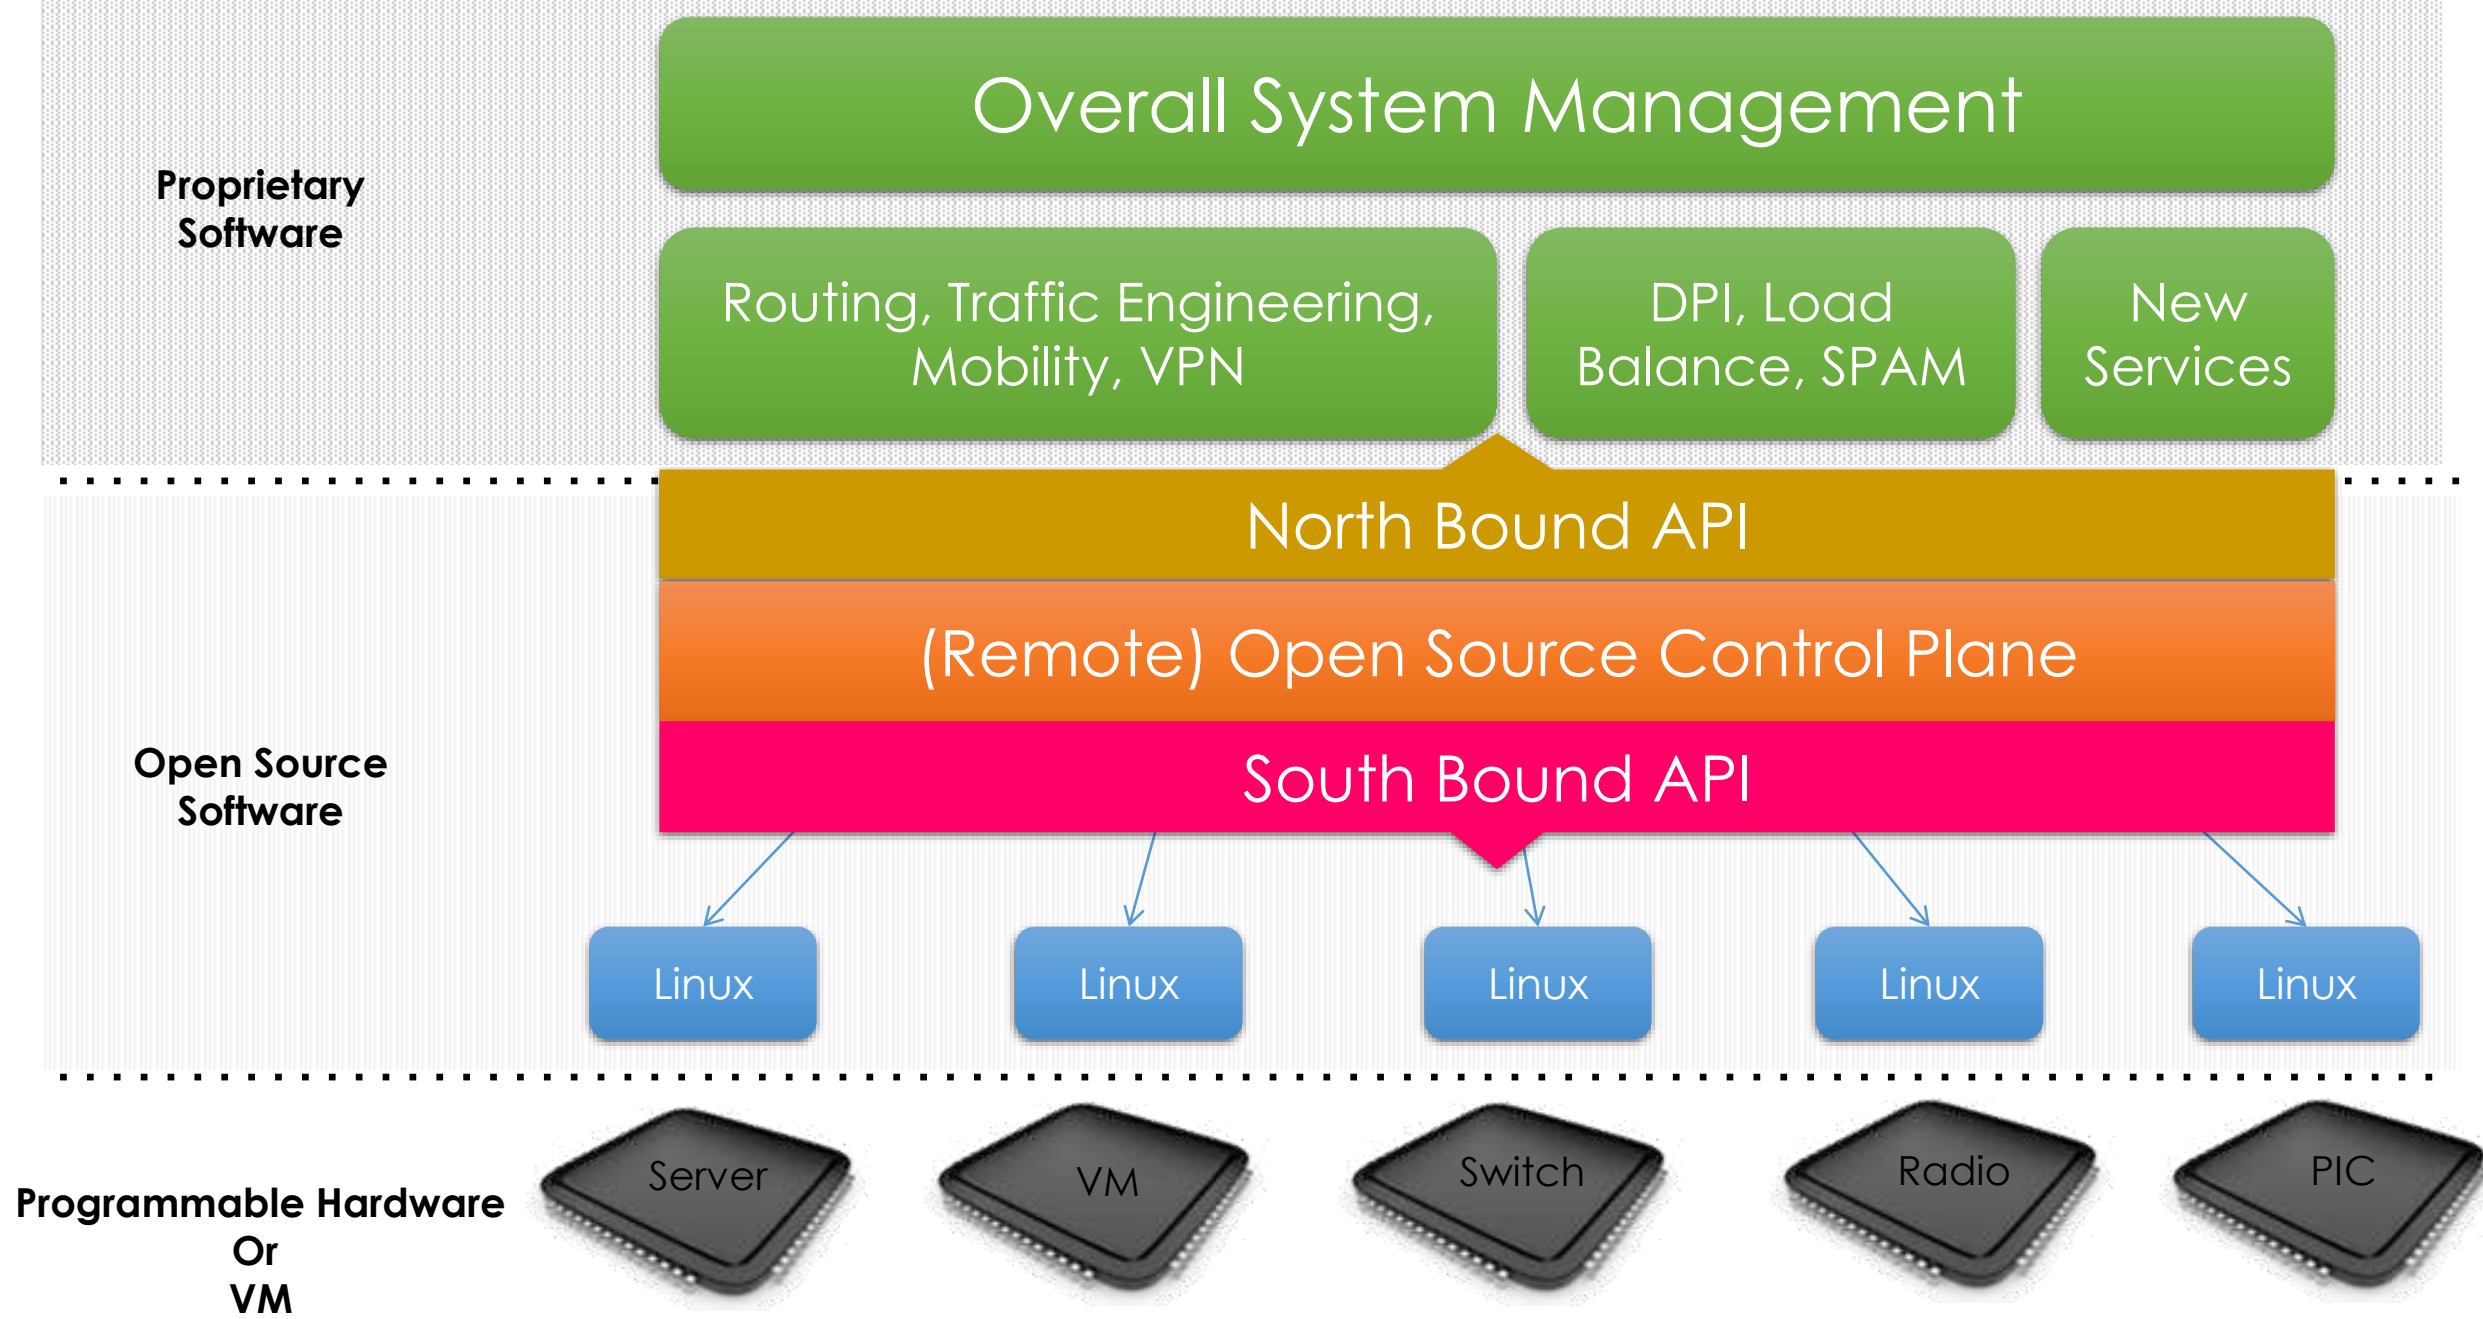 Overall System Management
Proprietary
Software
Routing, Traffic Engineering,
Mobility, VPN
DPI, Load
Balance, SPAM
New
Services
North Bound API
(Remote) Open Source Control Plane
South Bound API
Open Source
Software
Linux
Linux
Linux
Linux
Linux
Server
VM
Switch
Radio
PIC
Programmable Hardware
Or
VM